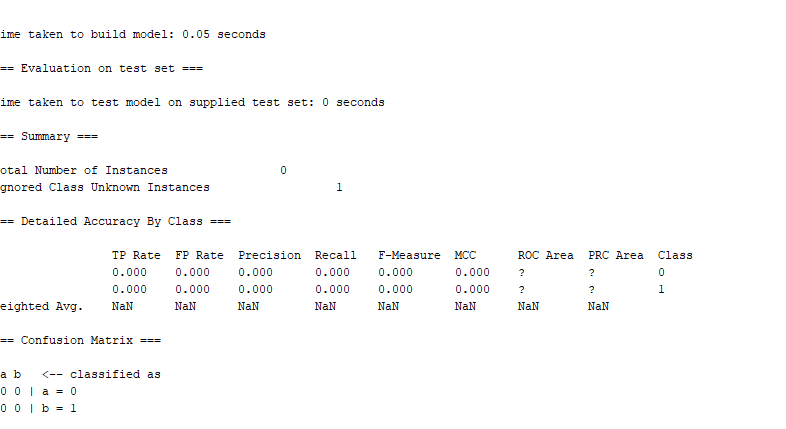 ime taken to build model: 0.05 seconds
== Evaluation on test set ===
ime taken to test model on supplied test set: 0 seconds
== Summary ===
otal Number of Instances 0
gnored Class Unknown Instances 1
== Detailed Accuracy By Class ===
TP Rate FP Rate Precision Recall F-Measure MCC ROC Area PRC Area Class
0.000 0.000 0.000 0.000 0.000 0.000 ? ? 0
0.000 0.000 0.000 0.000 0.000 0.000 ? ? 1
eighted Avg. NaN NaN NaN NaN NaN NaN NaN NaN
== Confusion Matrix ===
a b <-- classified as
0 0 | a = 0
0 0 | b = 1